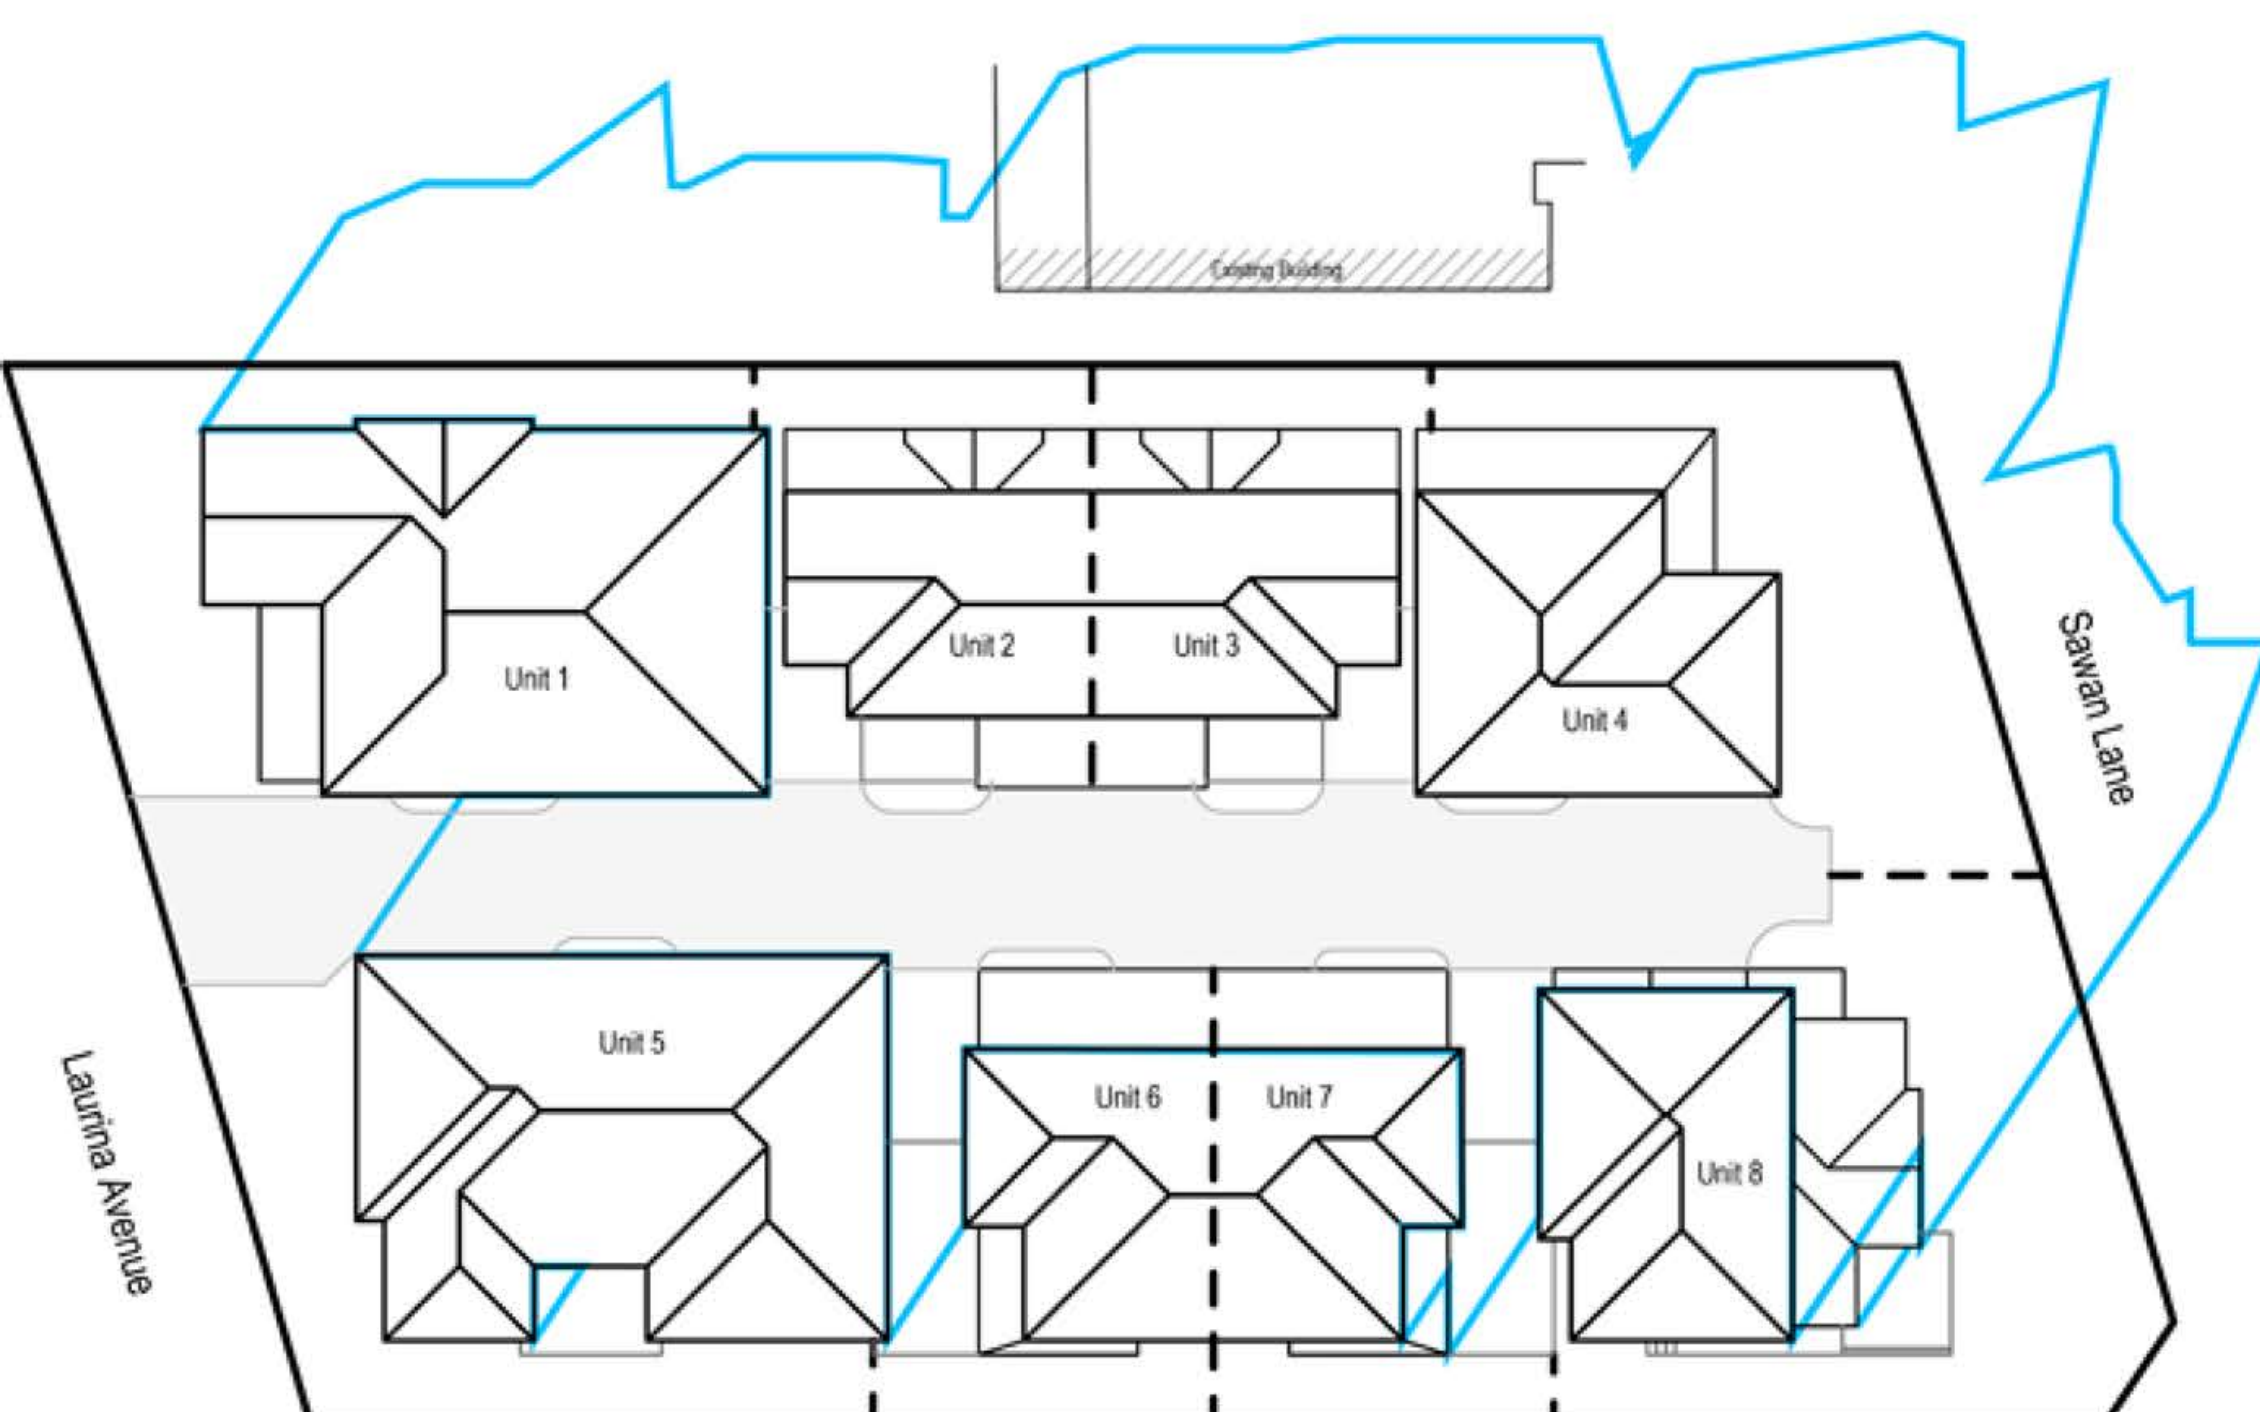 Existing Building
Unit 2
Unit 3
Unit 1
Unit 4
Sawan Lane
Unit 5
Unit 6
Unit 7
Unit 8
Laurina Avenue